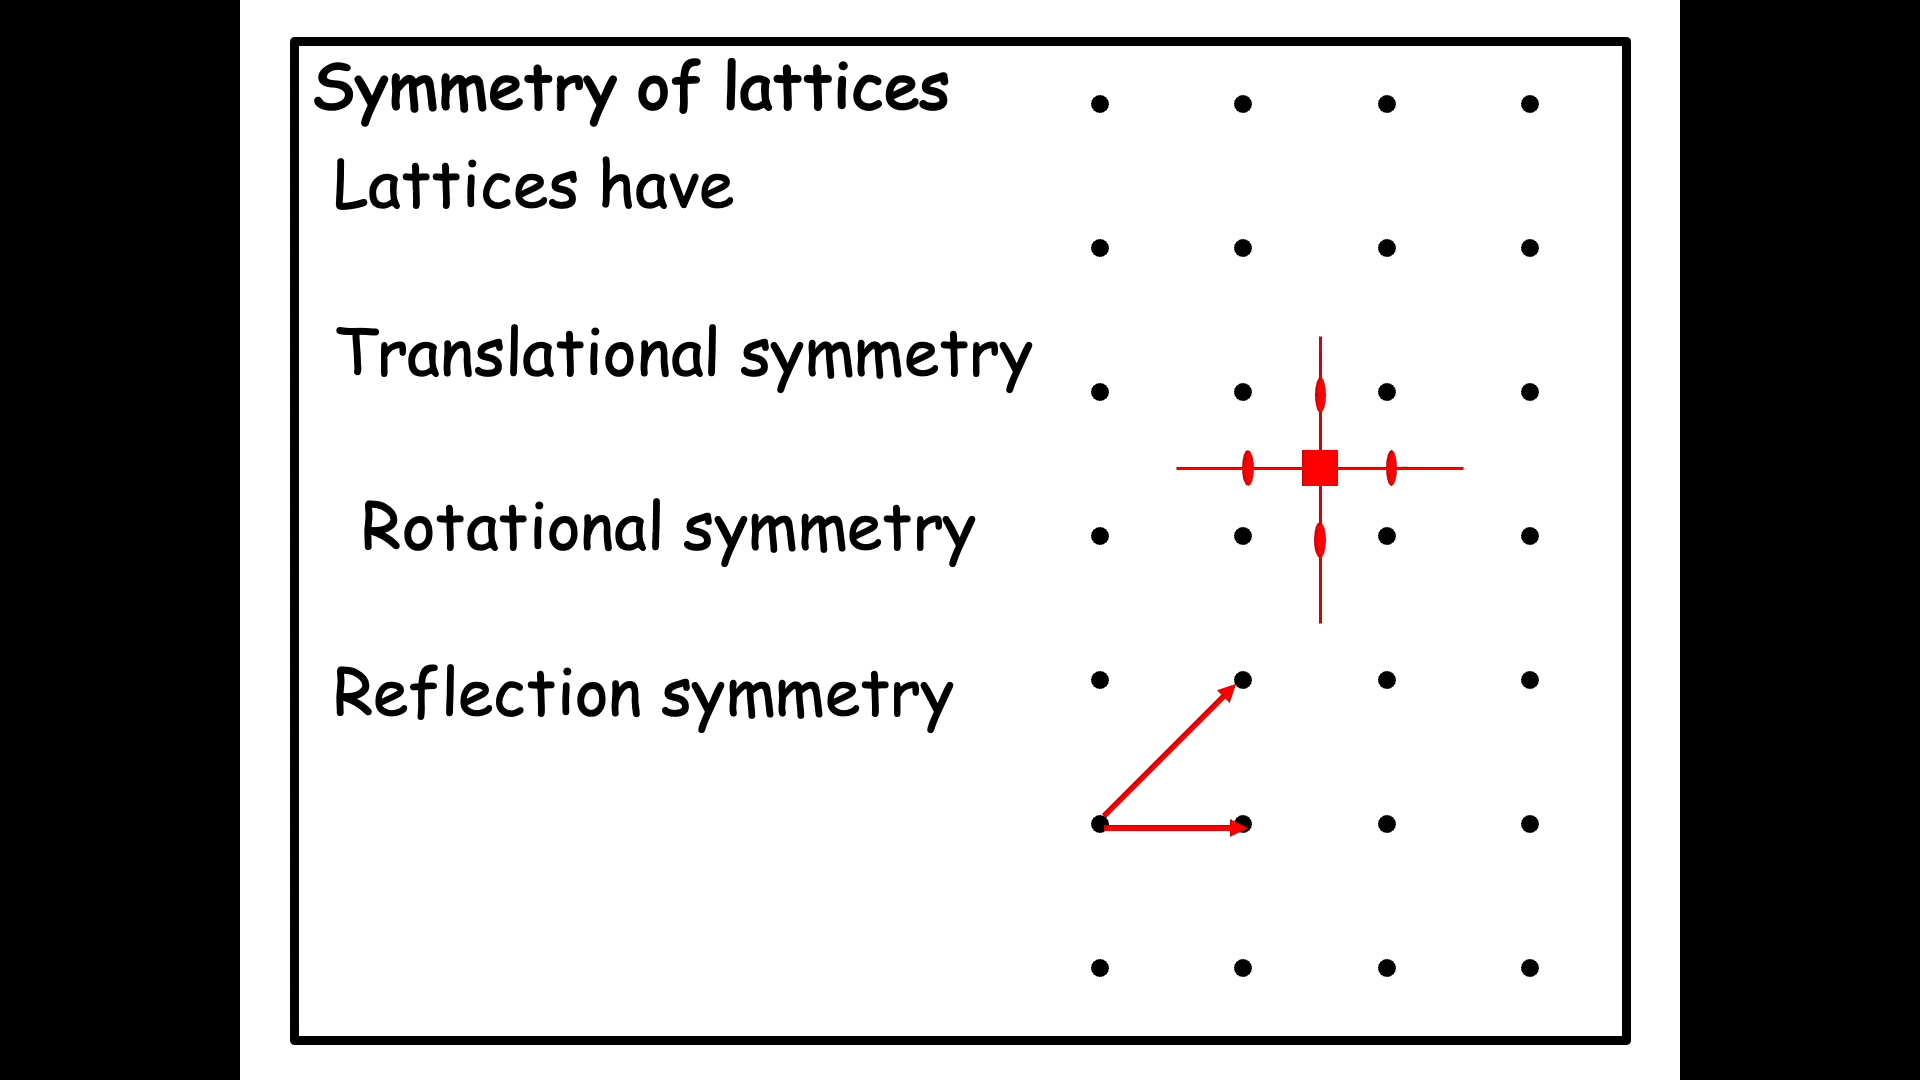 Symmetry of lattices
Lattices have
Translational symmetry
Rotational symmetry
Reflection symmetry